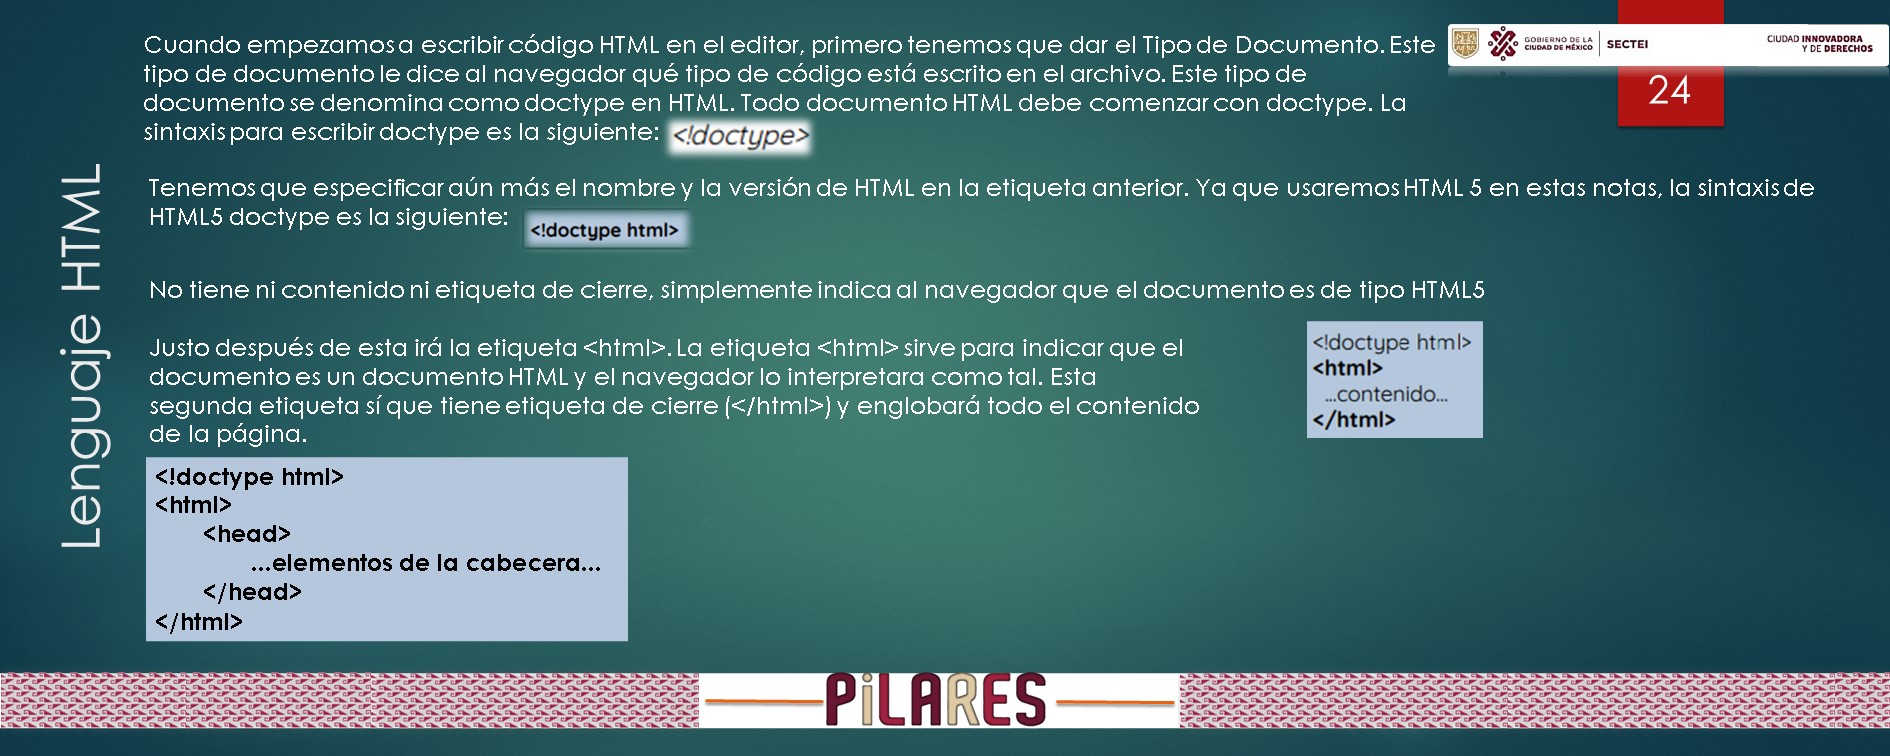 Cuando empezamos a escribir código HTML en el editor, primero tenemos que dar el Tipo de Documento. Este
tipo de documento le dice al navegador qué tipo de código está escrito en el archivo. Este tipo de
documento se denomina como doctype en HTML. Todo documento HTML debe comenzar con doctype. La
sintaxis para escribir doctype es la siguiente: <!doctype>
GOBIERNO DE LA
CIUDAD DE MÉXICO
SECTEI
CIUDAD INNOVADORA
Y DE DERECHOS
24
Lenguaje HTML
Tenemos que especificar aún más el nombre y la versión de HTML en la etiqueta anterior. Ya que usaremos HTML 5 en estas notas, la sintaxis de
HTML5 doctype es la siguiente: <!doctype html>
No tiene ni contenido ni etiqueta de cierre, simplemente indica al navegador que el documento es de tipo HTML5
Justo después de esta irá la etiqueta <html>. La etiqueta <html> sirve para indicar que el
documento es un documento HTML y el navegador lo interpretara como tal. Esta
segunda etiqueta sí que tiene etiqueta de cierre (</html>) y englobará todo el contenido
de la página.
<!doctype html>
<html>
...contenido...
</html>
<!doctype html>
<html>
<head>
...elementos de la cabecera...
</head>
</html>
PiLARES